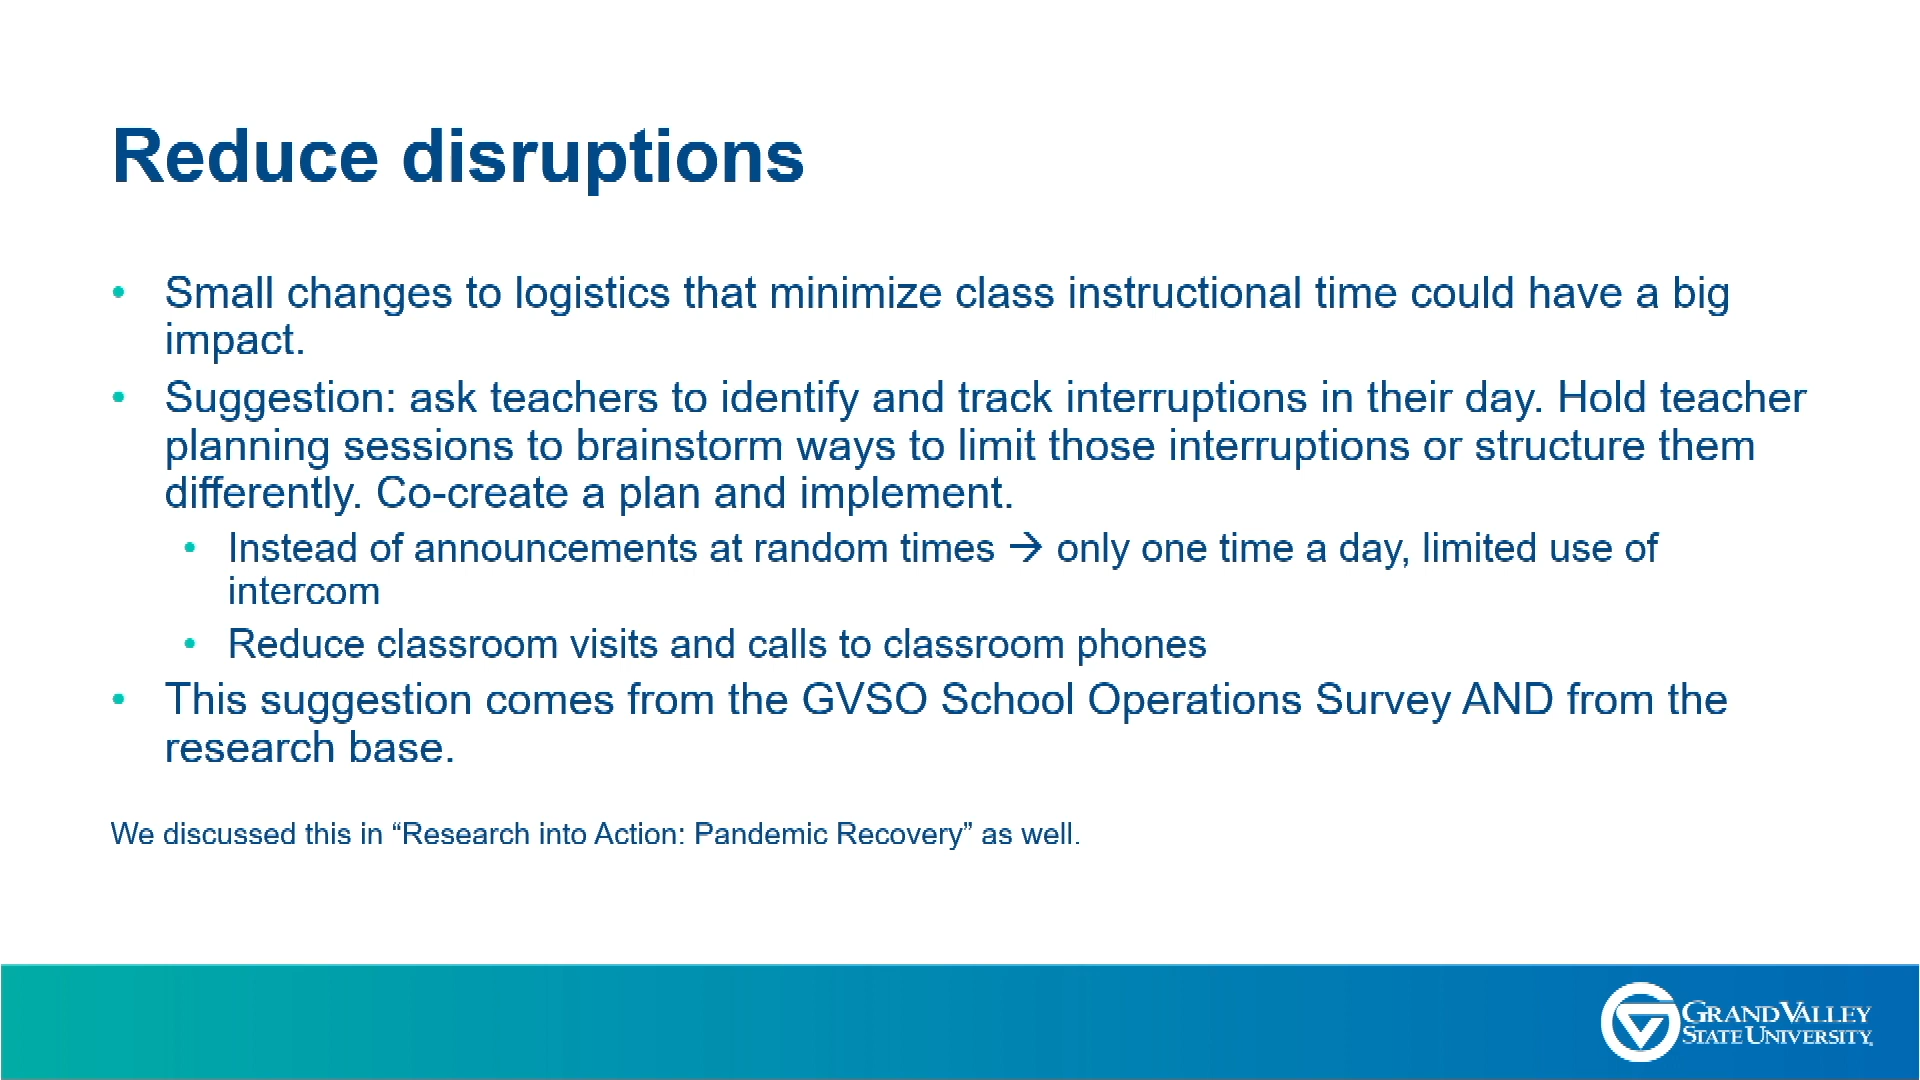 Reduce disruptions
• Small changes to logistics that minimize class instructional time could have a big
impact.
• Suggestion: ask teachers to identify and track interruptions in their day. Hold teacher
planning sessions to brainstorm ways to limit those interruptions or structure them
differently. Co-create a plan and implement.
• Instead of announcements at random times → only one time a day, limited use of
intercom
• Reduce classroom visits and calls to classroom phones
• This suggestion comes from the GVSO School Operations Survey AND from the
research base.
We discussed this in “Research into Action: Pandemic Recovery” as well.
GRANDVALLEY
STATE UNIVERSITY